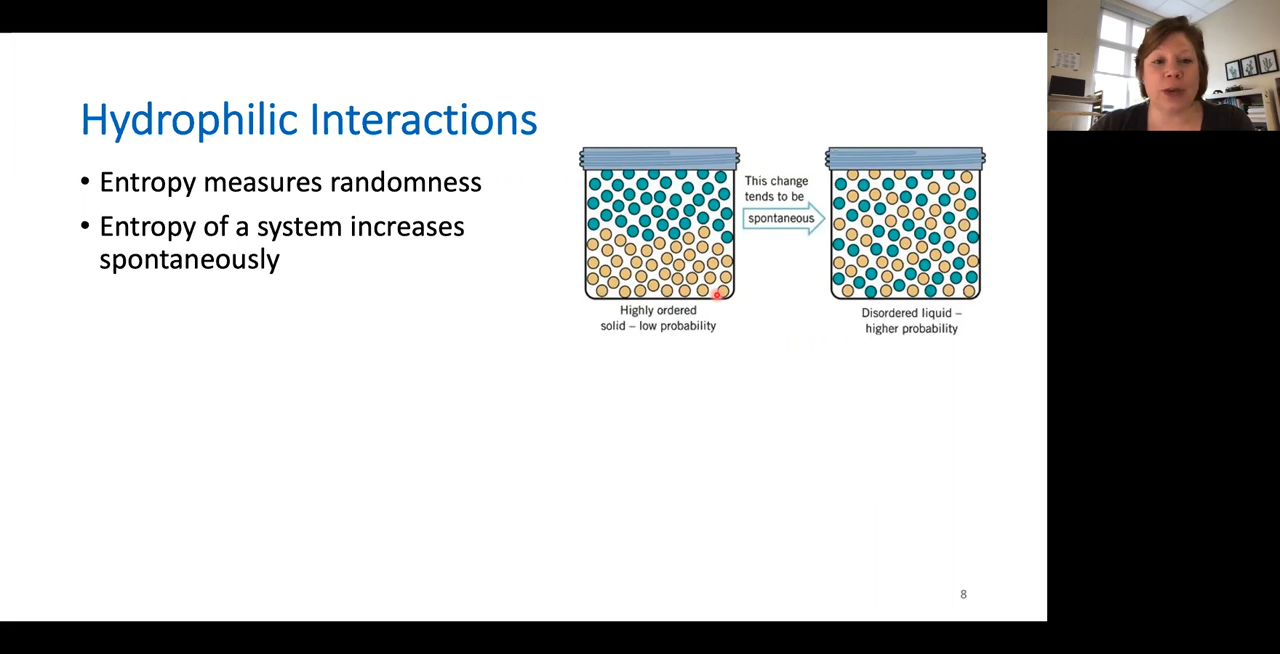 Hydrophilic Interactions
• Entropy measures randomness
• Entropy of a system increases
spontaneously
This change
tends to be
spontaneous
Highly ordered
solid – low probability
Disordered liquid –
higher probability
8